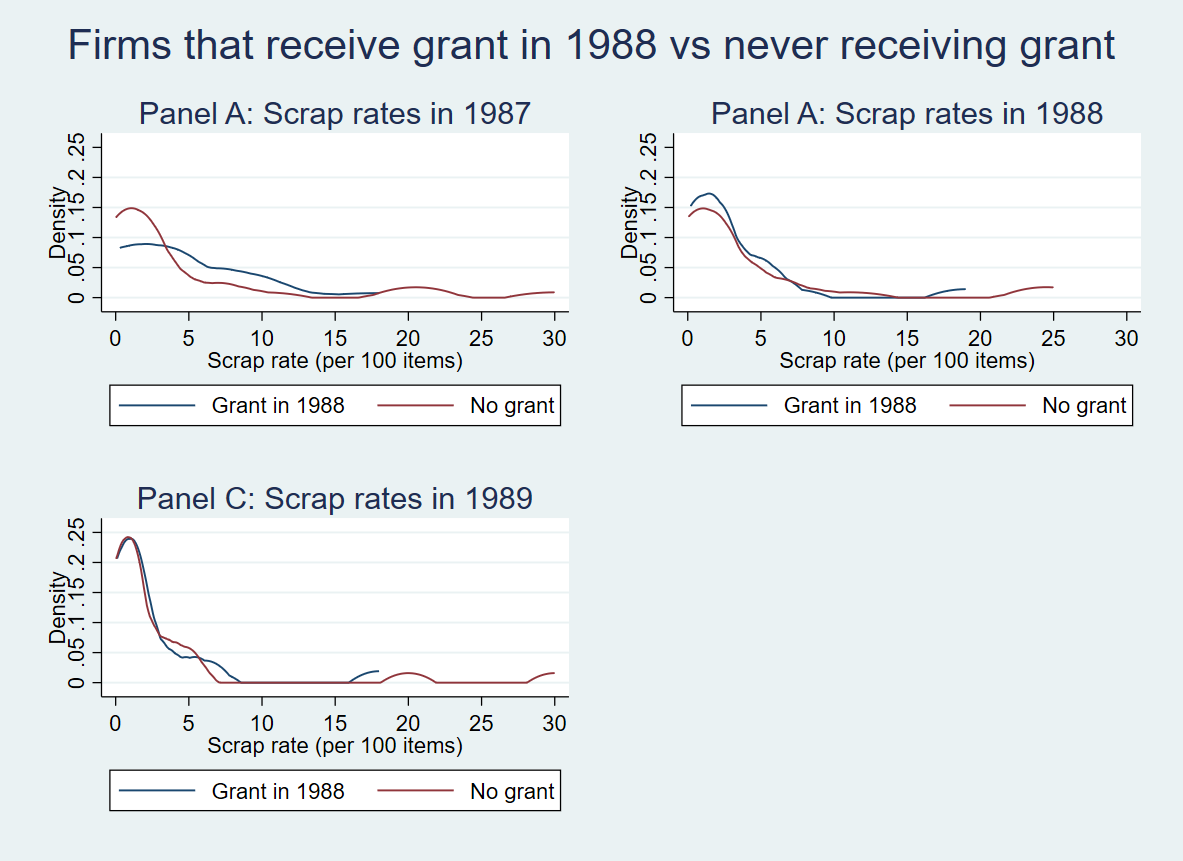 Firms that receive grant in 1988 vs never receiving grant
Panel A: Scrap rates in 1987
Density
0 .05 .1 .15 .2 .25
0 5 10 15 20 25 30
Scrap rate (per 100 items)
Grant in 1988 No grant
Panel A: Scrap rates in 1988
Density
0 .05 .1 .15 .2 .25
0 5 10 15 20 25 30
Scrap rate (per 100 items)
Grant in 1988 No grant
Panel C: Scrap rates in 1989
Density
0 .05 .1 .15 .2 .25
0 5 10 15 20 25 30
Scrap rate (per 100 items)
Grant in 1988 No grant